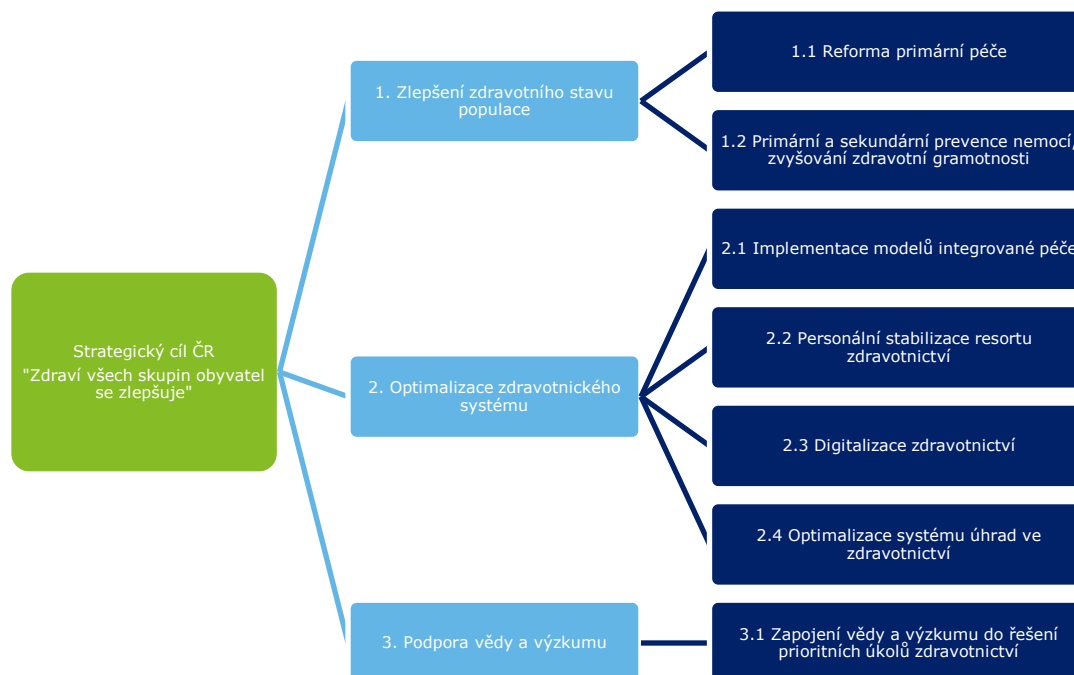 Strategický cíl ČR
"Zdraví všech skupin obyvatel
se zlepšuje"
1. Zlepšení zdravotního stavu
populace
1.1 Reforma primární péče
1.2 Primární a sekundární prevence nemocí,
zvyšování zdravotní gramotnosti
2. Optimalizace zdravotnického
systému
2.1 Implementace modelů integrované péče
2.2 Personální stabilizace resortu
zdravotnictví
2.3 Digitalizace zdravotnictví
2.4 Optimalizace systému úhrad ve
zdravotnictví
3. Podpora vědy a výzkumu
3.1 Zapojení vědy a výzkumu do řešení
prioritních úkolů zdravotnictví